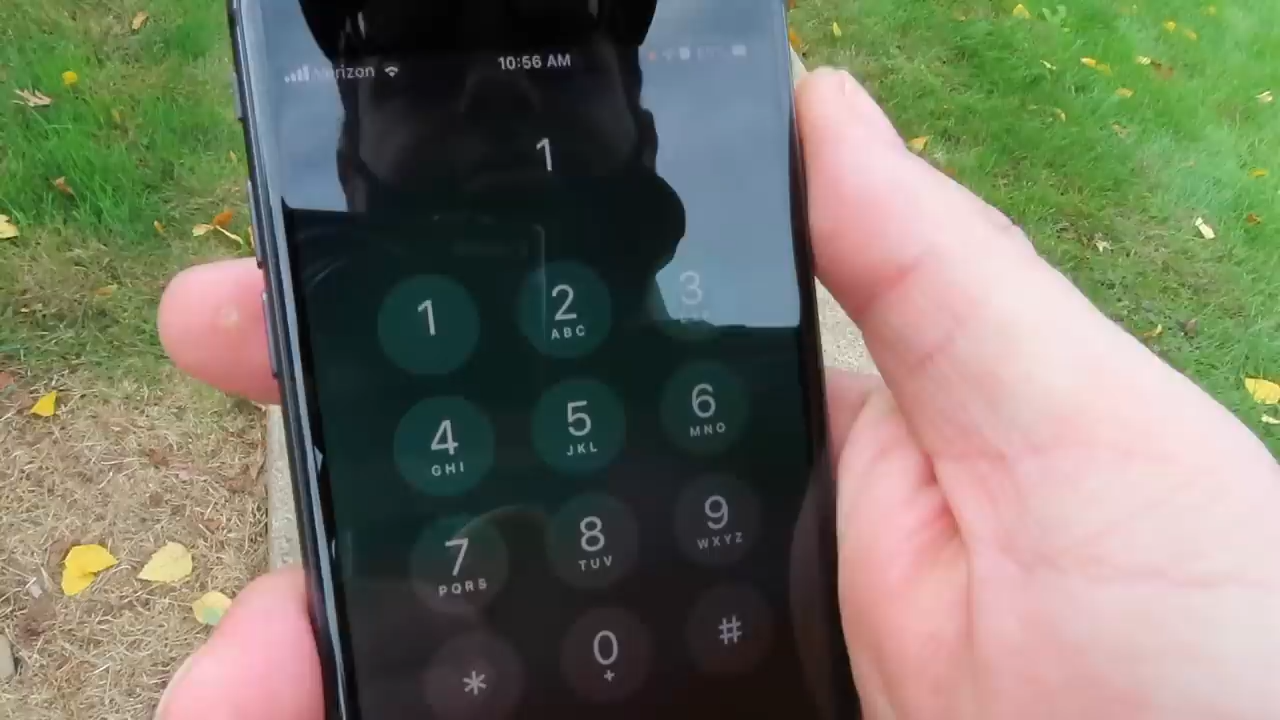 Verizon 10:56 AM
1
1 2 3
ABC
4 5 6
GHI JKL MNO
7 8 9
PQRS TUV WXYZ
* 0 #
+